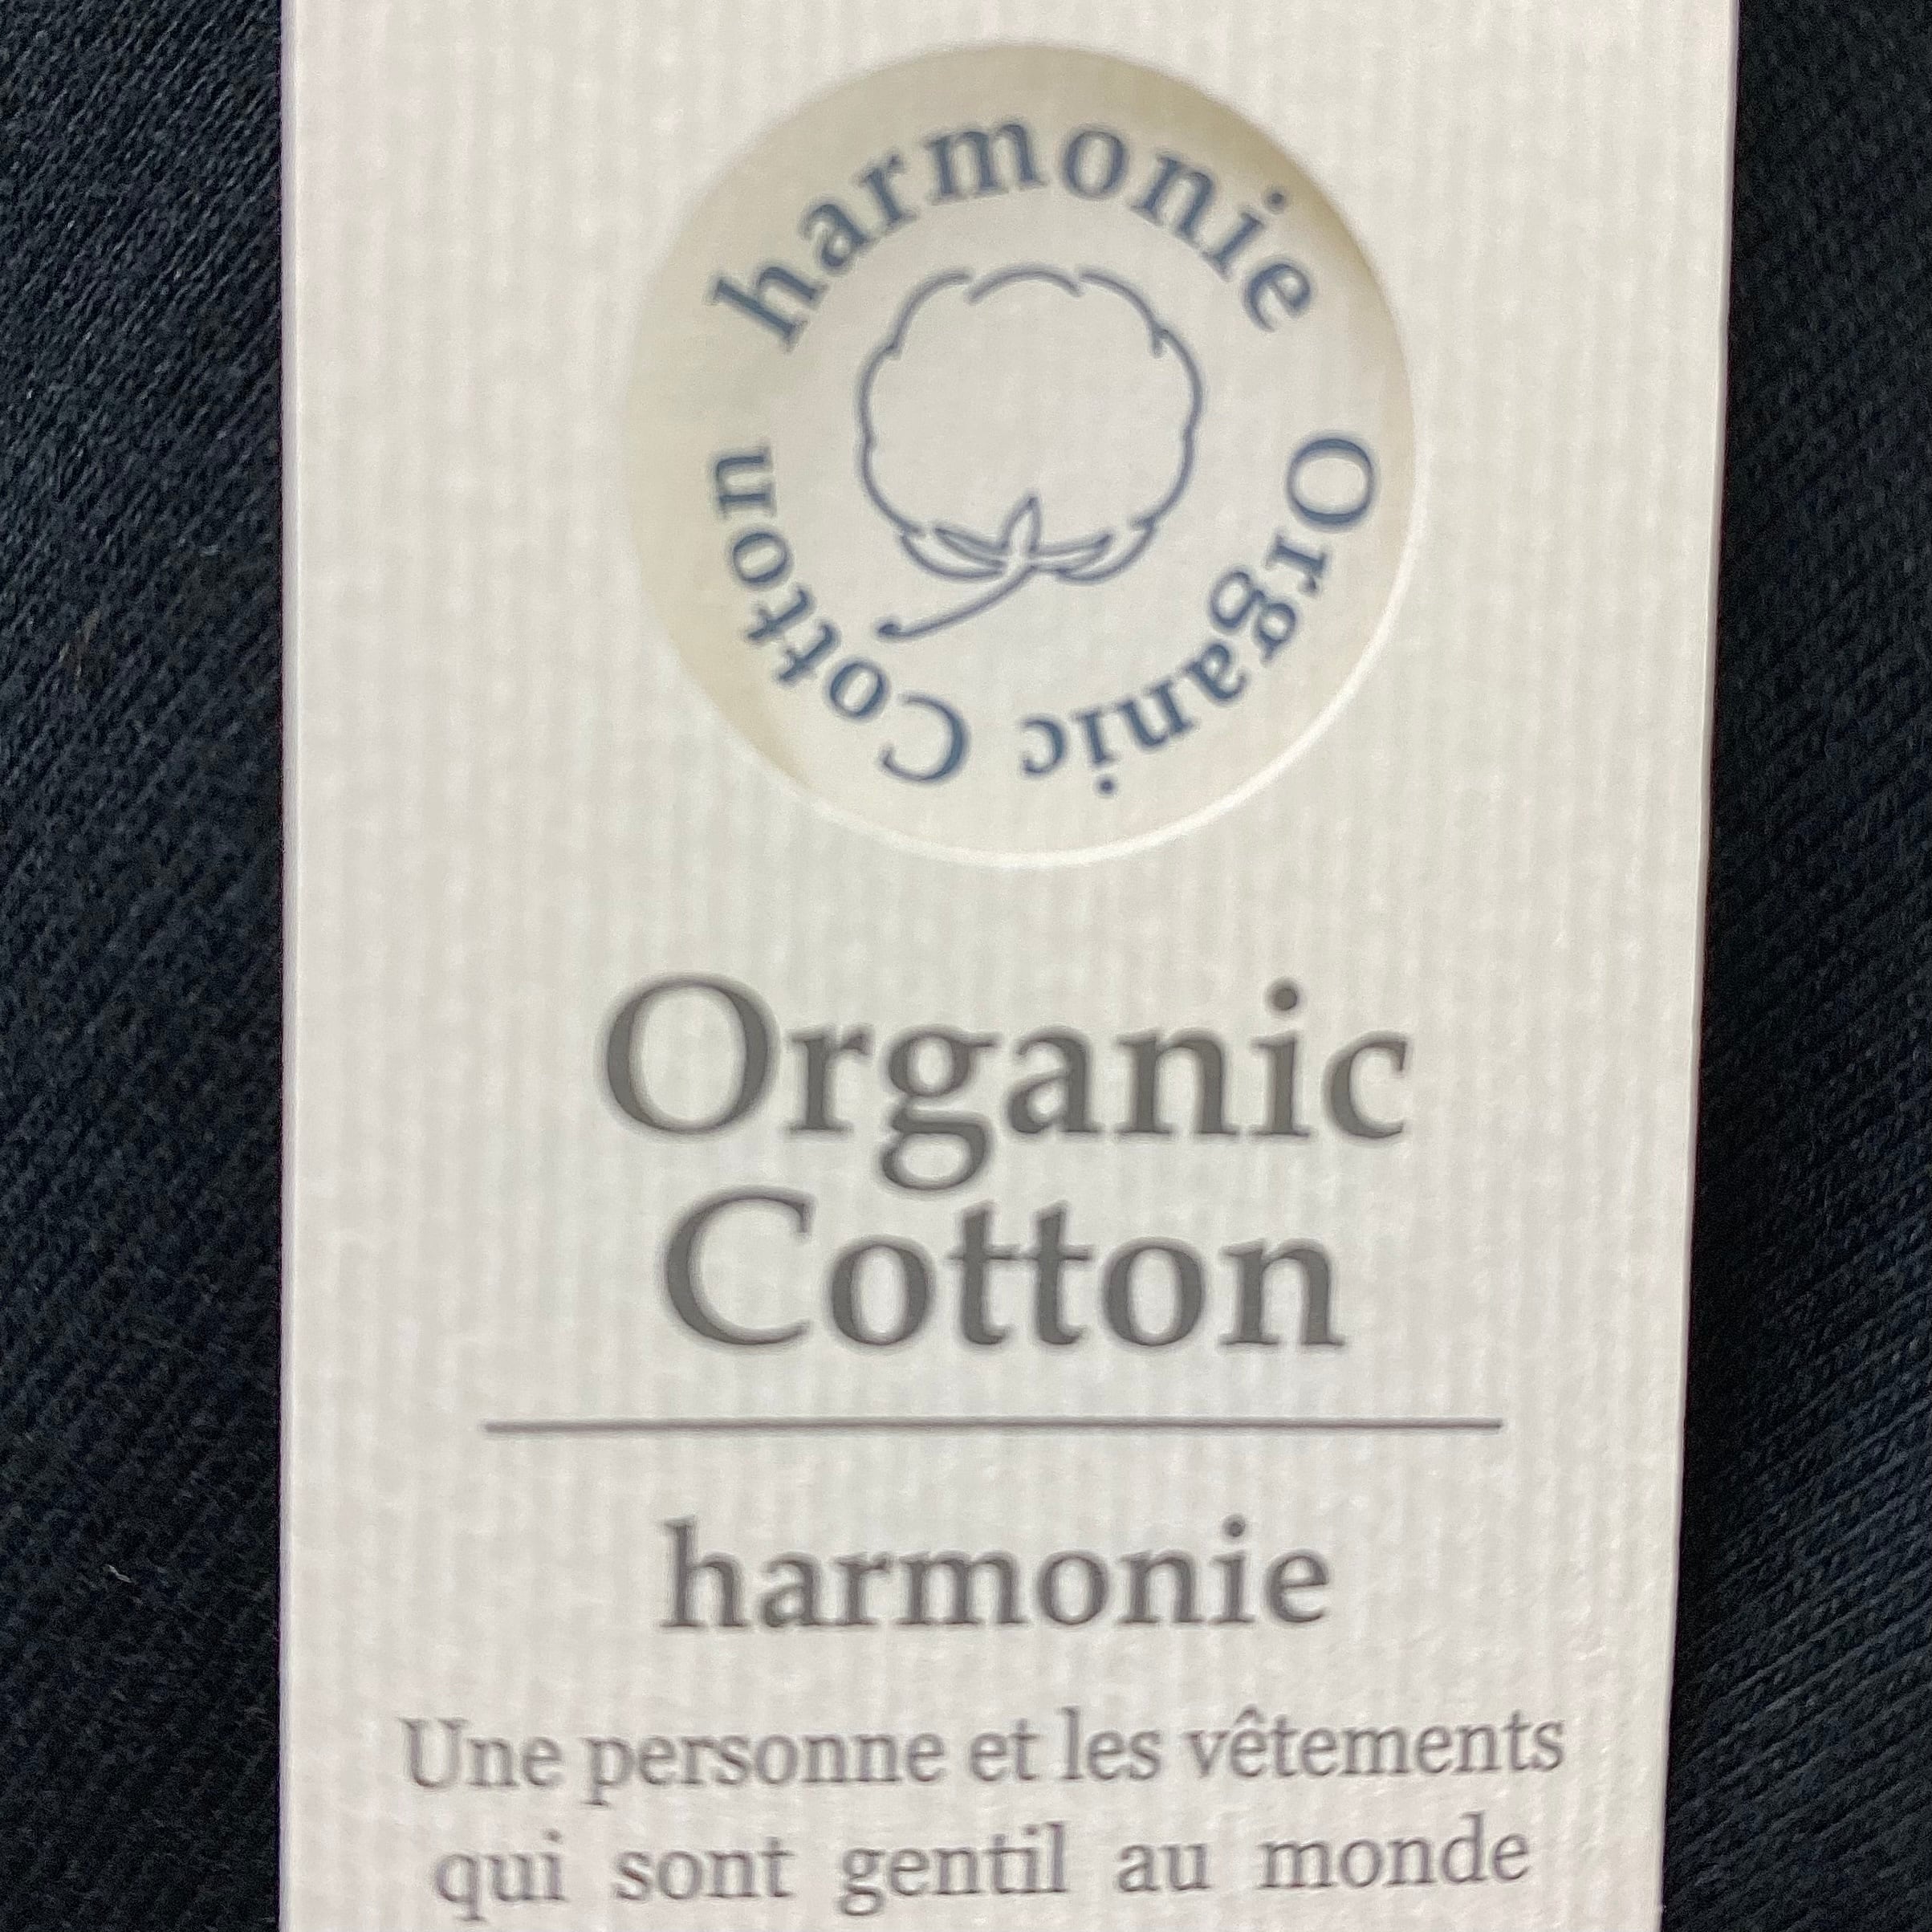 harmonie Organic Cotton
Organic
Cotton
harmonie
Une personne et les vêtements
qui sont gentil au monde